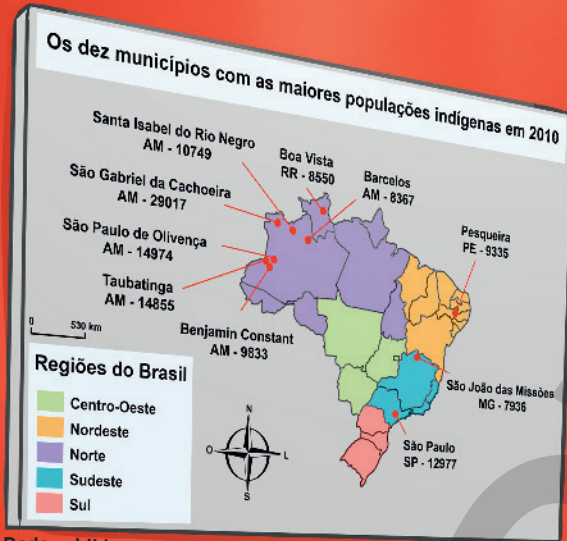 Os dez municípios com as maiores populações indígenas em 2010
Santa Isabel do Rio Negro
AM - 10749
Boa Vista
RR - 8550
Barcelos
AM - 8367
São Gabriel da Cachoeira
AM - 29017
São Paulo de Olivença
AM - 14974
Taubatinga
AM - 14855
Benjamin Constant
AM - 9833
Pesqueira
PE - 9335
São João das Missões
MG - 7936
São Paulo
SP - 12977
0 530 km
Regiões do Brasil
Centro-Oeste
Nordeste
Norte
Sudeste
Sul
N
O
L
S